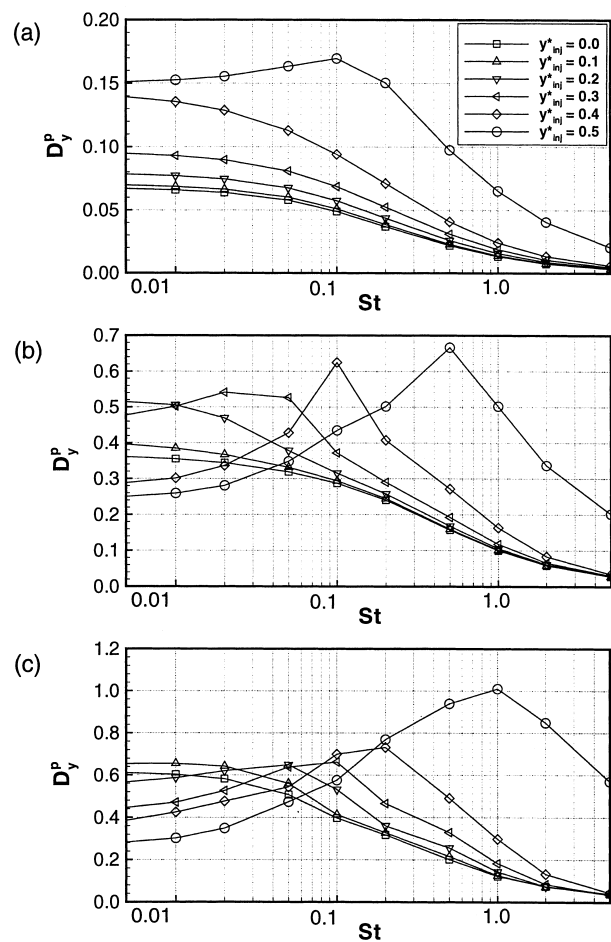 (a)
0.20
0.15
0.10
0.05
0.00
D_y^p
0.01
0.1
1.0
St
y*_inj = 0.0
y*_inj = 0.1
y*_inj = 0.2
y*_inj = 0.3
y*_inj = 0.4
y*_inj = 0.5
(b)
0.7
0.6
0.5
0.4
0.3
0.2
0.1
0.0
D_y^p
0.01
0.1
1.0
St
(c)
1.2
1.0
0.8
0.6
0.4
0.2
0.0
D_y^p
0.01
0.1
1.0
St